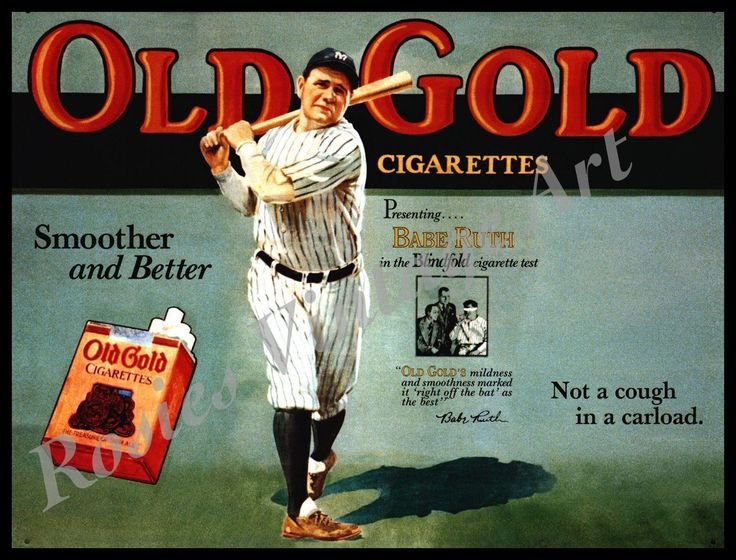 OLD GOLD
CIGARETTES
Presenting....
BABE RUTH
in the Blindfold cigarette test
Smoother
and Better
Old Gold
CIGARETTES
"OLD GOLD'S mildness
and smoothness marked
it 'right off the bat' as
the best"
Babe Ruth
Not a cough
in a carload.